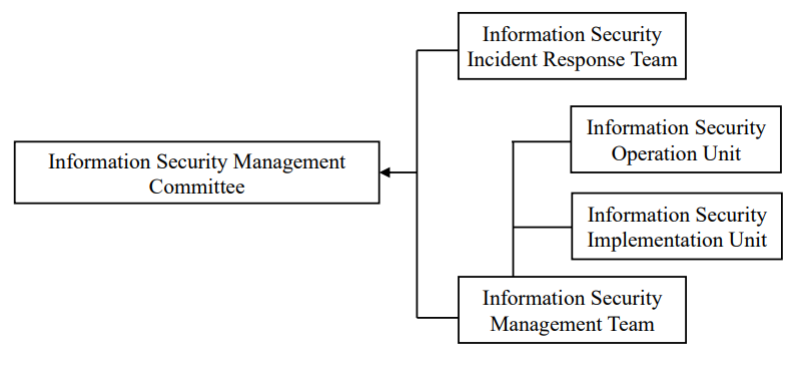 Information Security
Incident Response Team
Information Security
Operation Unit
Information Security Management
Committee
Information Security
Implementation Unit
Information Security
Management Team